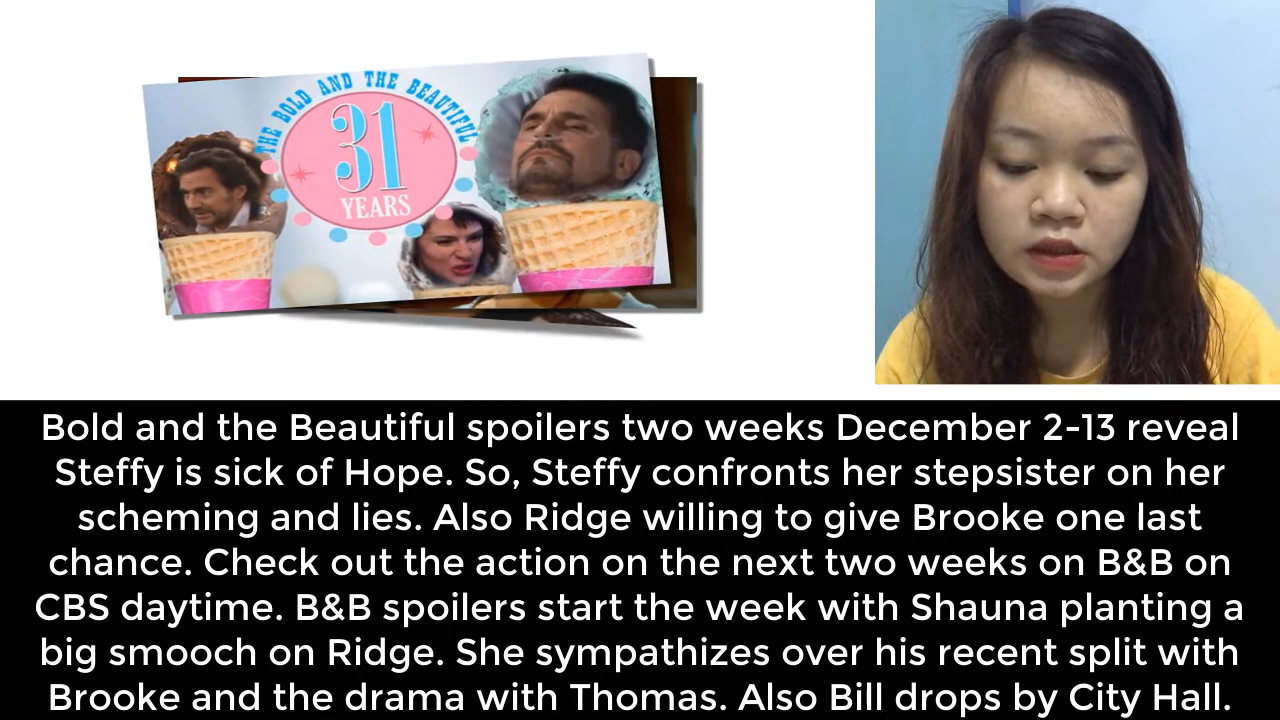 THE BOLD AND THE BEAUTIFUL
31
YEARS
Bold and the Beautiful spoilers two weeks December 2-13 reveal
Steffy is sick of Hope. So, Steffy confronts her stepsister on her
scheming and lies. Also Ridge willing to give Brooke one last
chance. Check out the action on the next two weeks on B&B on
CBS daytime. B&B spoilers start the week with Shauna planting a
big smooch on Ridge. She sympathizes over his recent split with
Brooke and the drama with Thomas. Also Bill drops by City Hall.